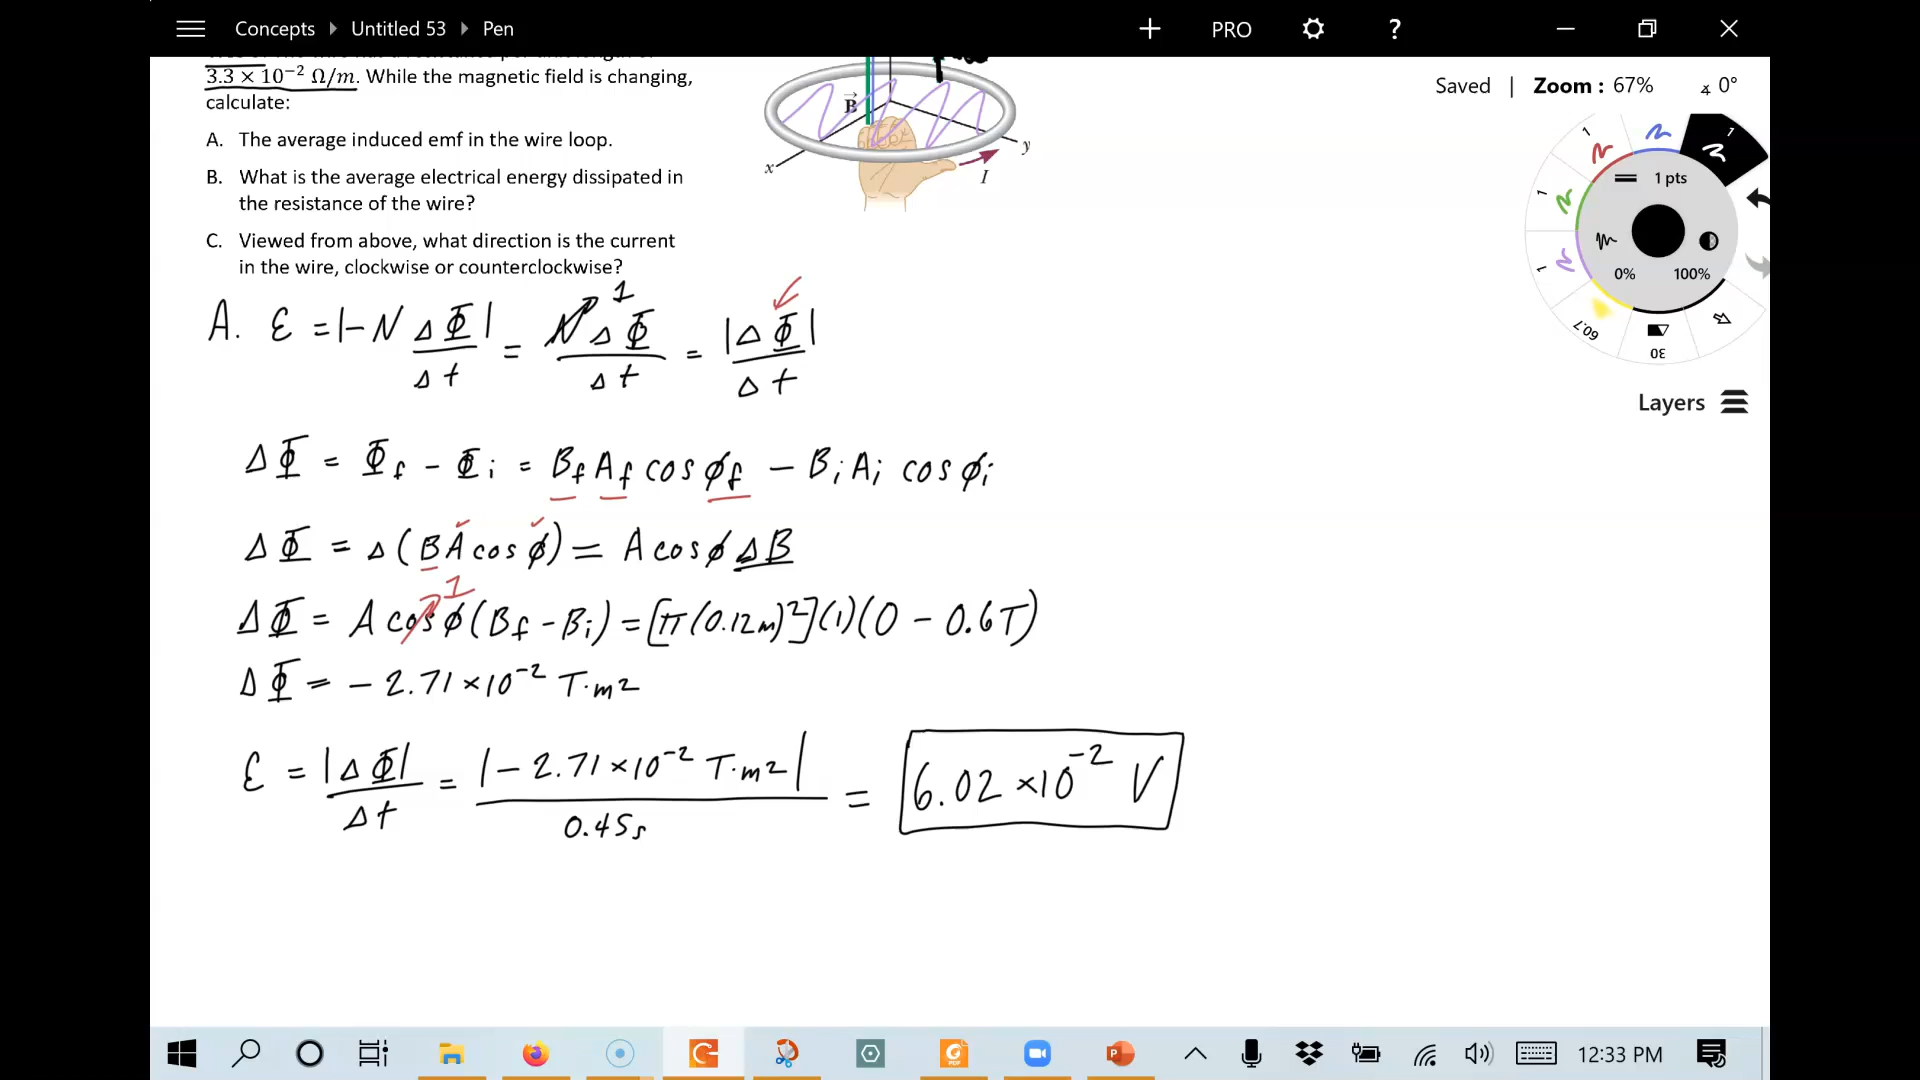 Concepts Untitled 53 Pen PRO ?
Saved | Zoom : 67% 0°
3.3 × 10⁻² Ω/m. While the magnetic field is changing,
calculate:
A. The average induced emf in the wire loop.
B. What is the average electrical energy dissipated in
the resistance of the wire?
C. Viewed from above, what direction is the current
in the wire, clockwise or counterclockwise?
B
x
y
I
1 pts
0% 100%
1
1
1
1
60.7
30
Layers
A. ℰ = |-N ΔΦ/Δt| = N ΔΦ/Δt = |ΔΦ|/Δt
1
ΔΦ = Φf - Φi = Bf Af cos ϕf - Bi Ai cos ϕi
ΔΦ = Δ(BA cos ϕ) = A cos ϕ ΔB
1
ΔΦ = A cos ϕ (Bf - Bi) = [π(0.12m)²](1)(0 - 0.6T)
ΔΦ = -2.71 × 10⁻² T·m²
ℰ = |ΔΦ|/Δt = |-2.71 × 10⁻² T·m²|/0.45s = 6.02 × 10⁻² V
12:33 PM